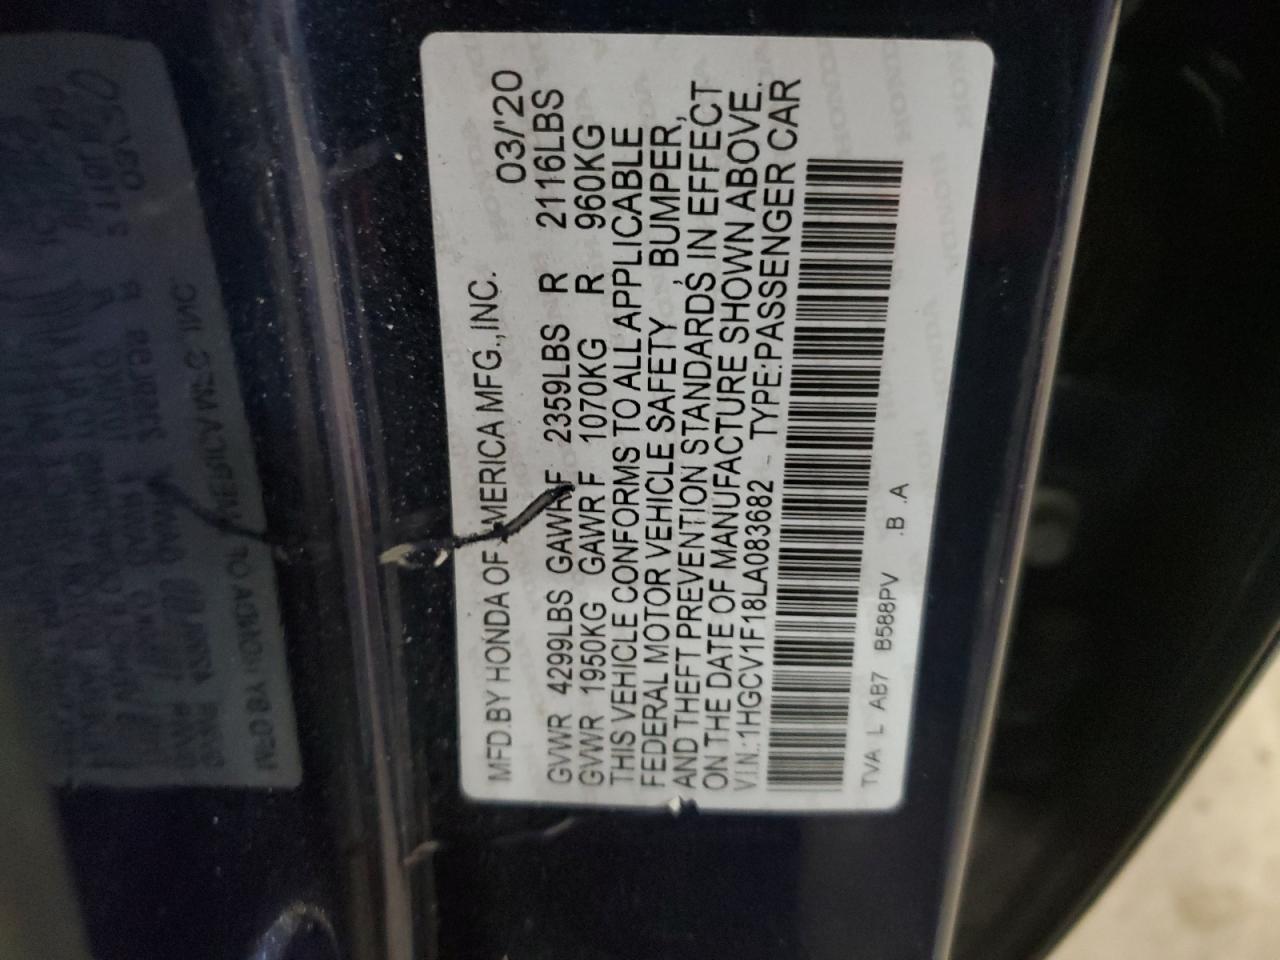 MFD.BY HONDA OF AMERICA MFG.,INC. 03/'20
GVWR 4299LBS GAWR F 2359LBS R 2116LBS
GVWR 1950KG GAWR F 1070KG R 960KG
THIS VEHICLE CONFORMS TO ALL APPLICABLE
FEDERAL MOTOR VEHICLE SAFETY , BUMPER,
AND THEFT PREVENTION STANDARDS IN EFFECT
ON THE DATE OF MANUFACTURE SHOWN ABOVE.
VIN.:1HGCV1F18LA083682 - TYPE:PASSENGER CAR
TVA L AB7 B588PV .B .A